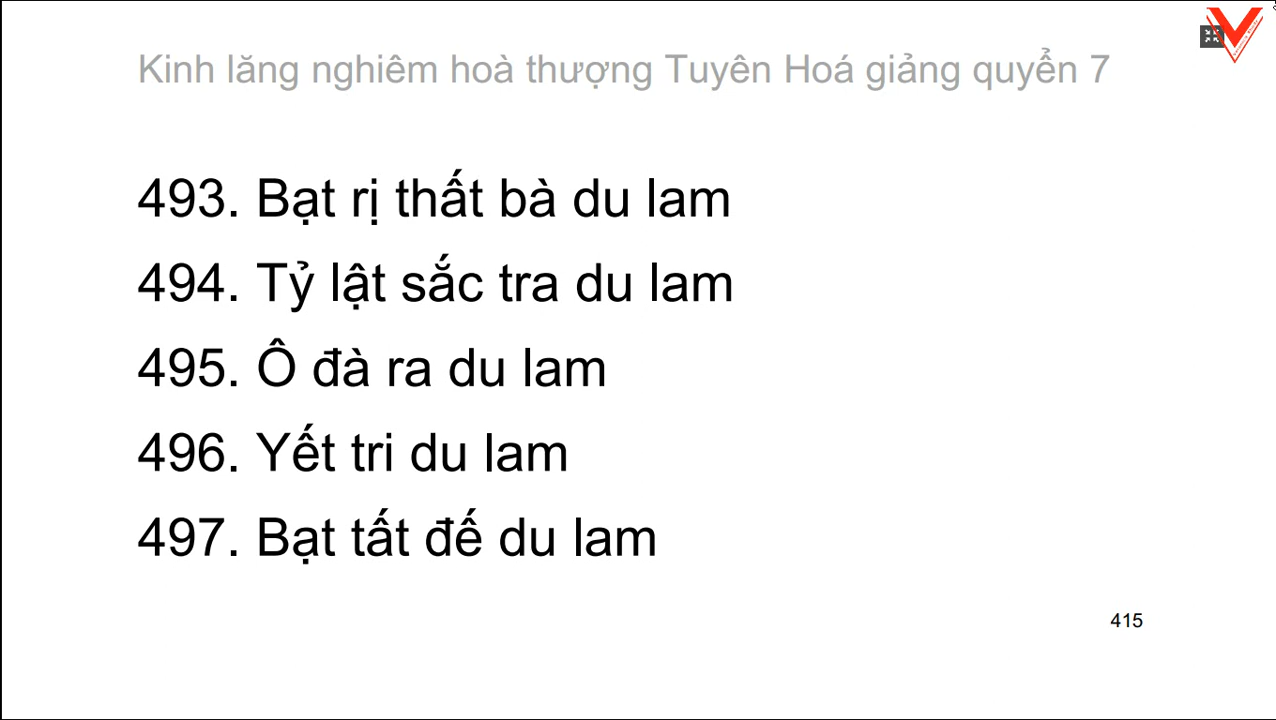 Kinh lăng nghiêm hoà thượng Tuyên Hoá giảng quyển 7
493. Bạt rị thất bà du lam
494. Tỷ lật sắc tra du lam
495. Ô đà ra du lam
496. Yết tri du lam
497. Bạt tất đế du lam
415